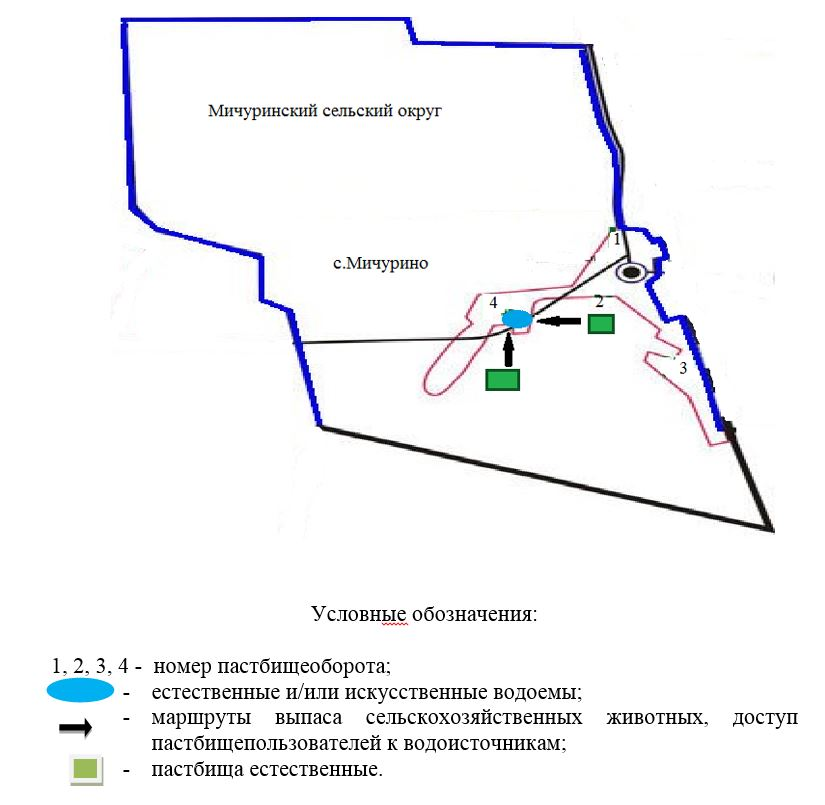 Мичуринский сельский округ
1
с.Мичурино
4
2
3
Условные обозначения:
1, 2, 3, 4 - номер пастбищеоборота;
- естественные и/или искусственные водоемы;
- маршруты выпаса сельскохозяйственных животных, доступ
пастбищепользователей к водоисточникам;
- пастбища естественные.